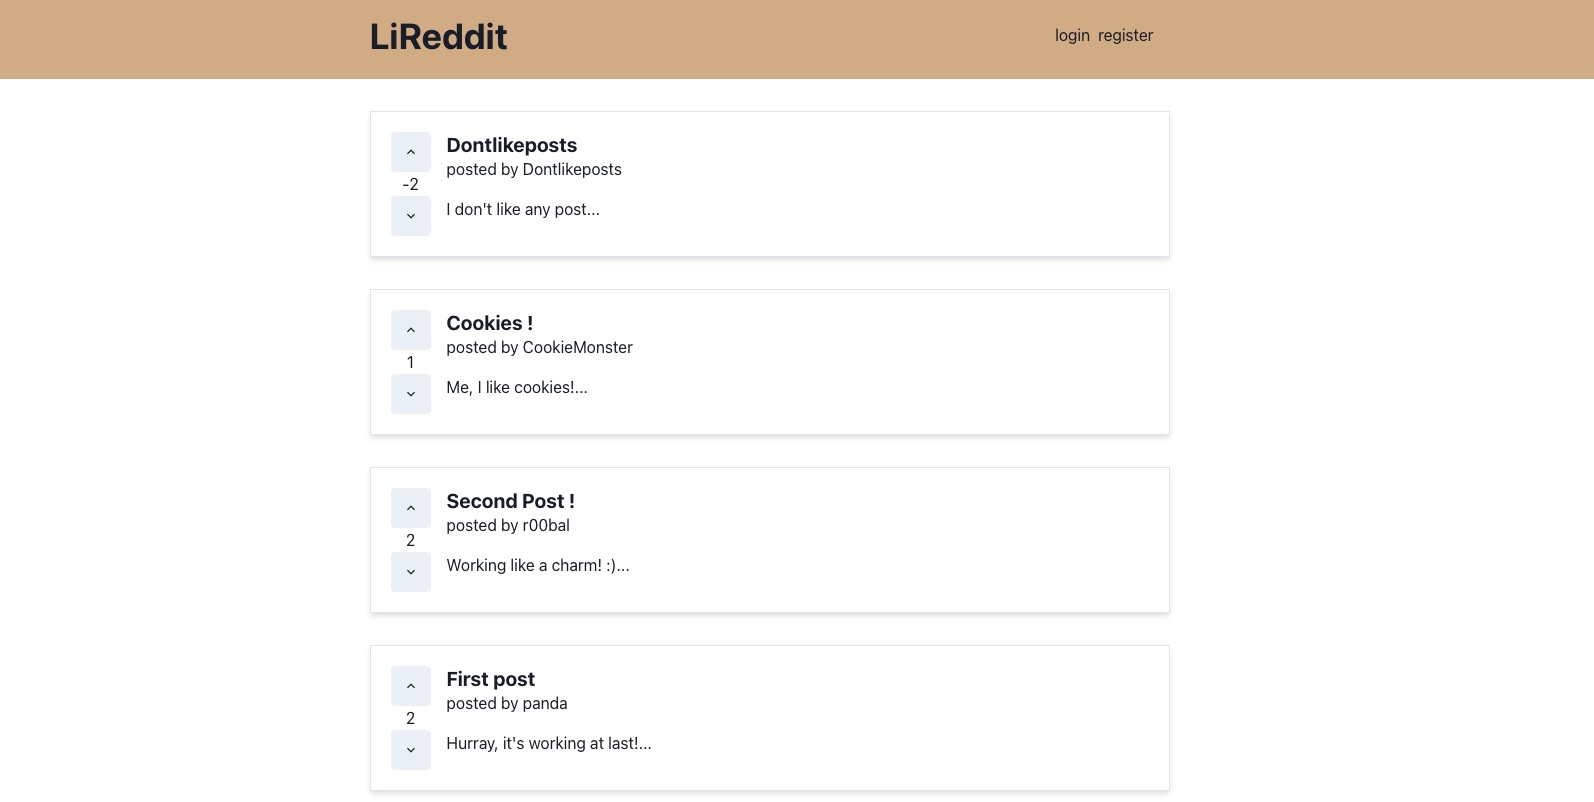 LiReddit
login register
Dontlikeposts
posted by Dontlikeposts
-2
I don't like any post...
Cookies !
posted by CookieMonster
1
Me, I like cookies!...
Second Post !
posted by r00bal
2
Working like a charm! :)...
First post
posted by panda
2
Hurray, it's working at last!...